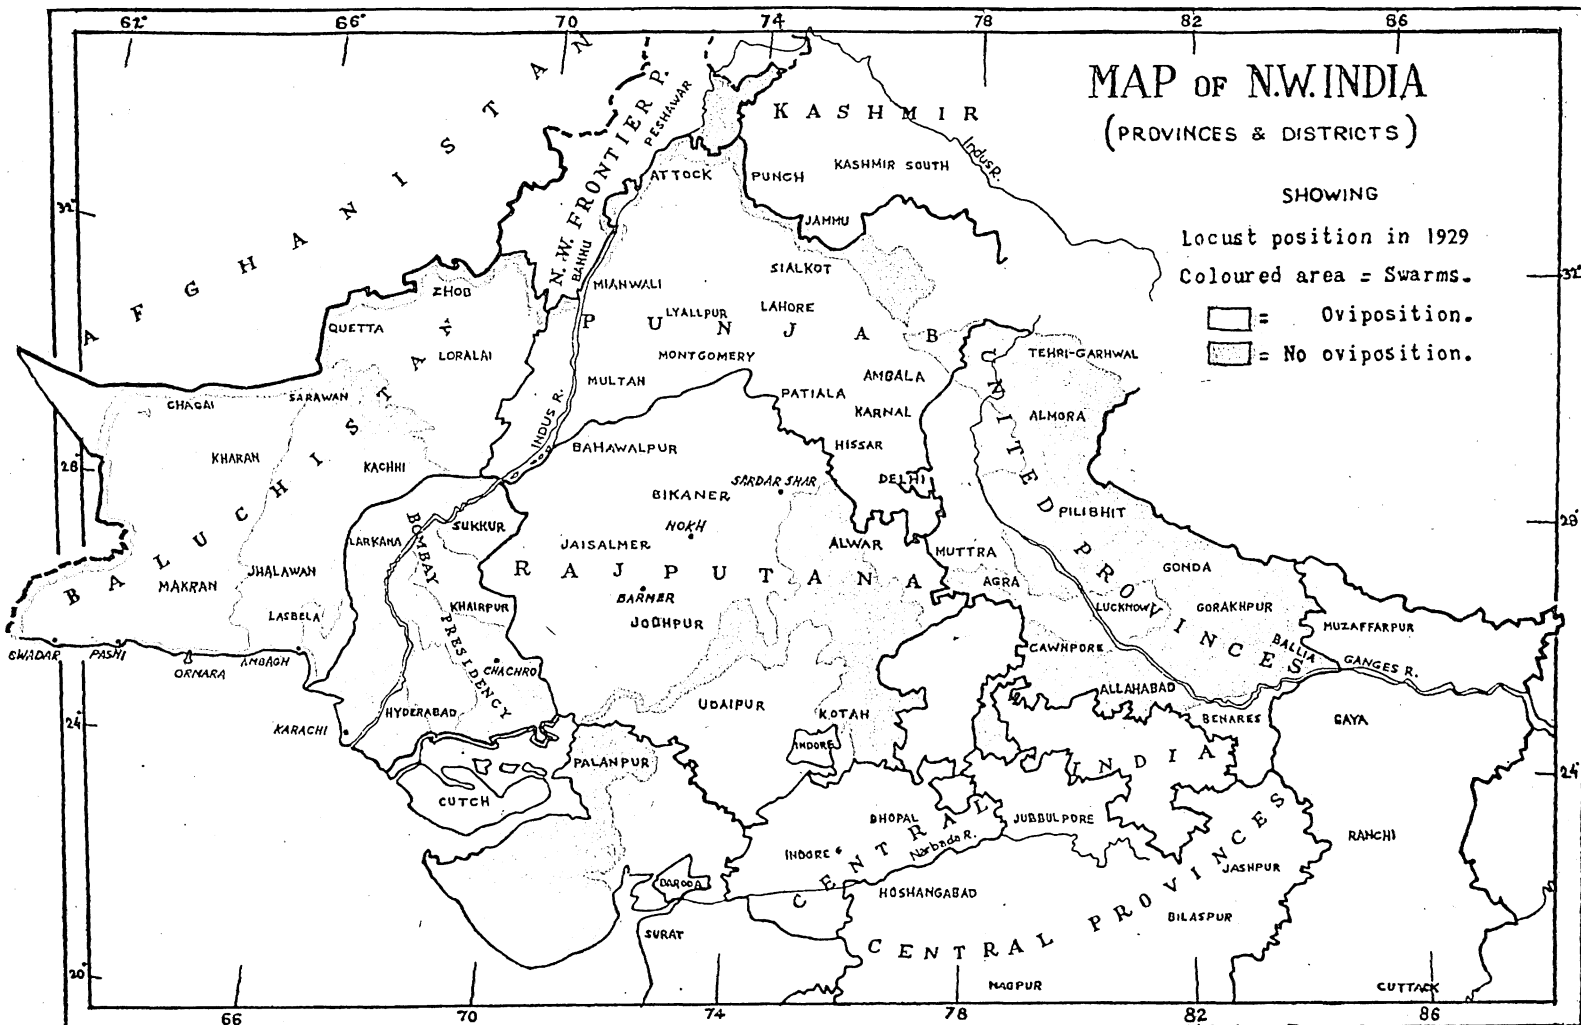 62° 66° 70 74 78 82 86
MAP OF N.W. INDIA
(PROVINCES & DISTRICTS)
SHOWING
Locust position in 1929
Coloured area = Swarms.
= Oviposition.
= No oviposition.
AFGHANISTAN
N.W. FRONTIER P.
PESHAWAR
BANNU
KASHMIR
KASHMIR SOUTH
Indus R.
ATTOCK
PUNCH
JAMMU
32°
32°
SIALKOT
MIANWALI
LYALLPUR
LAHORE
PUNJAB
MONTGOMERY
MULTAN
PATIALA
AMBALA
KARNAL
HISSAR
DELHI
INDUS R.
BAHAWALPUR
ZHOB
QUETTA
LORALAI
BALUCHISTAN
CHAGAI
SARAWAN
KHARAN
KACHHI
28°
28°
MAKRAN
JHALAWAN
LASBELA
GWADAR
PASNI
ORMARA
AMBAGH
KARACHI
BOMBAY PRESIDENCY
LARKANA
SUKKUR
KHAIRPUR
CHACHRO
HYDERABAD
24°
24°
CUTCH
PALANPUR
BARODA
SURAT
RAJPUTANA
BIKANER
SARDAR SHAR
NOKH
JAISALMER
BARMER
JODHPUR
ALWAR
UDAIPUR
KOTAH
INDORE
UNITED PROVINCES
TEHRI-GARHWAL
ALMORA
PILIBHIT
MUTTRA
AGRA
GONDA
LUCKNOW
GORAKHPUR
BALLIA
CAWNPORE
ALLAHABAD
BENARES
MUZAFFARPUR
GANGES R.
GAYA
RANCHI
CENTRAL INDIA
BHOPAL
INDORE
Narbada R.
JUBBULPORE
HOSHANGABAD
CENTRAL PROVINCES
JASHPUR
BILASPUR
NAGPUR
CUTTACK
20°
66 70 74 78 82 86